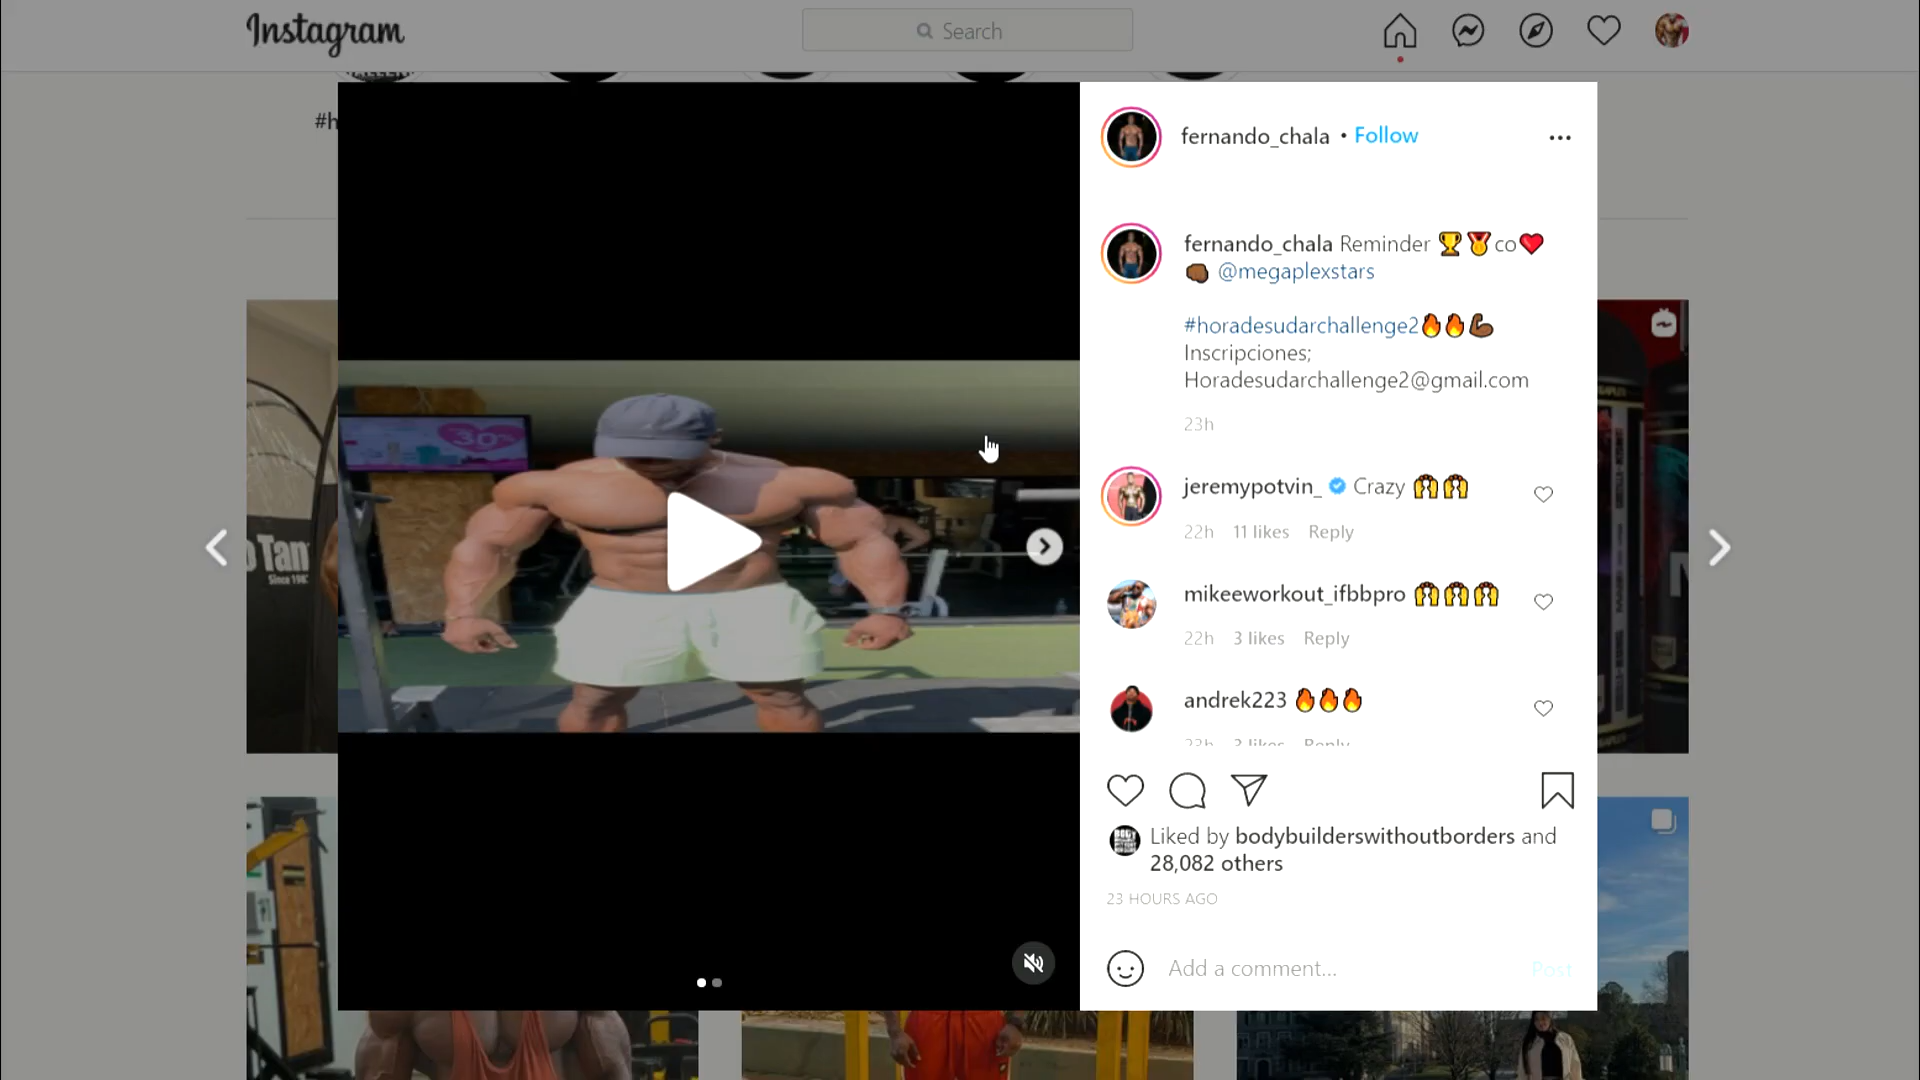 Instagram
Search
#h
fernando_chala • Follow
fernando_chala Reminder 🏆🏅co❤️
👊🏾 @megaplexstars
#horadesudarchallenge2🔥🔥💪🏾
Inscripciones;
Horadesudarchallenge2@gmail.com
23h
jeremypotvin_ Crazy 🙌🙌
22h 11 likes Reply
mikeeworkout_ifbbpro 🙌🙌🙌
22h 3 likes Reply
andrek223 🔥🔥🔥
Liked by bodybuilderswithoutborders and
28,082 others
23 HOURS AGO
Add a comment... Post
30%
Tan